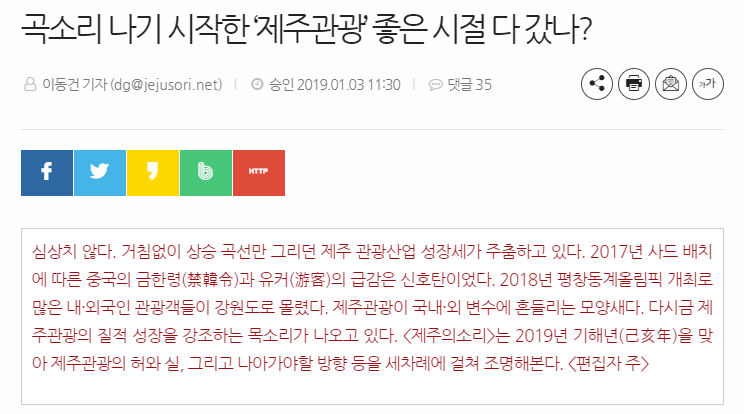 곡소리 나기 시작한 ‘제주관광’ 좋은 시절 다 갔나?
이동건 기자 (dg@jejusori.net) 승인 2019.01.03 11:30 댓글 35
가가
HTTP
심상치 않다. 거침없이 상승 곡선만 그리던 제주 관광산업 성장세가 주춤하고 있다. 2017년 사드 배치
에 따른 중국의 금한령(禁韓令)과 유커(游客)의 급감은 신호탄이었다. 2018년 평창동계올림픽 개최로
많은 내·외국인 관광객들이 강원도로 몰렸다. 제주관광이 국내·외 변수에 흔들리는 모양새다. 다시금 제
주관광의 질적 성장을 강조하는 목소리가 나오고 있다. <제주의소리>는 2019년 기해년(己亥年)을 맞
아 제주관광의 허와 실, 그리고 나아가야할 방향 등을 세차례에 걸쳐 조명해본다. <편집자 주>